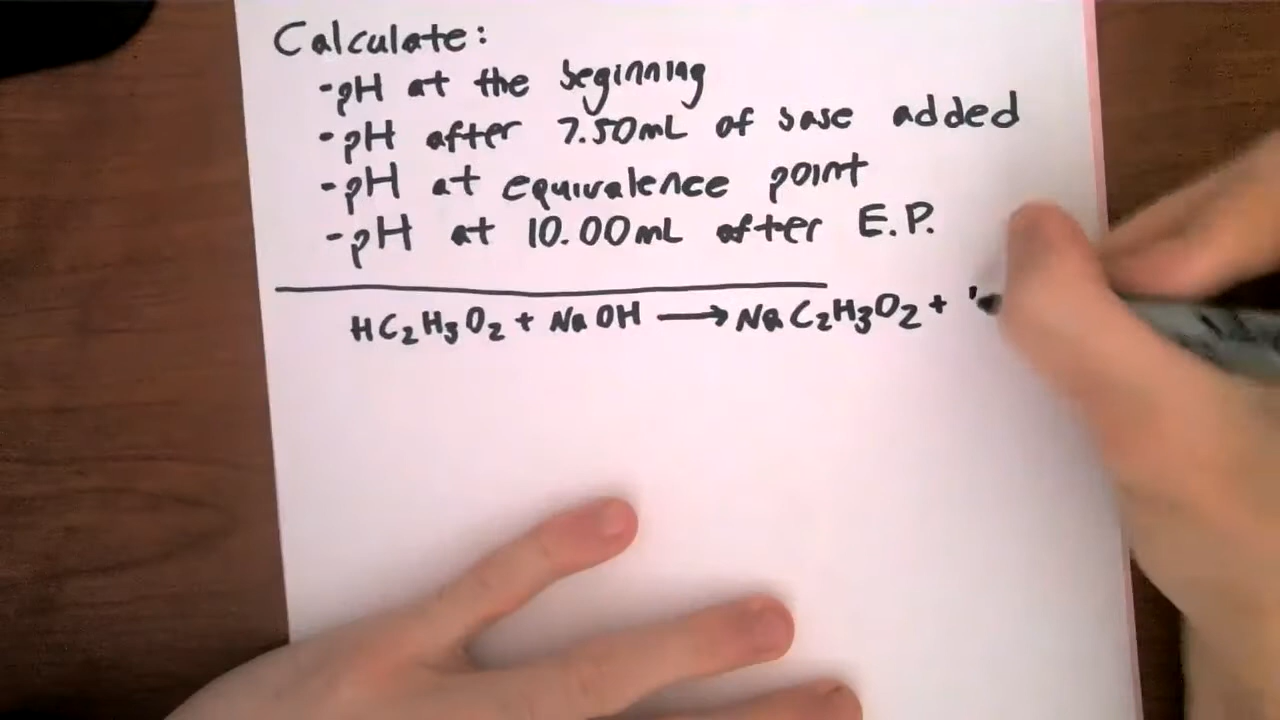 Calculate:
-pH at the beginning
-pH after 7.50mL of base added
-pH at equivalence point
-pH at 10.00mL after E.P.
HC₂H₃O₂ + NaOH ⟶ NaC₂H₃O₂ +